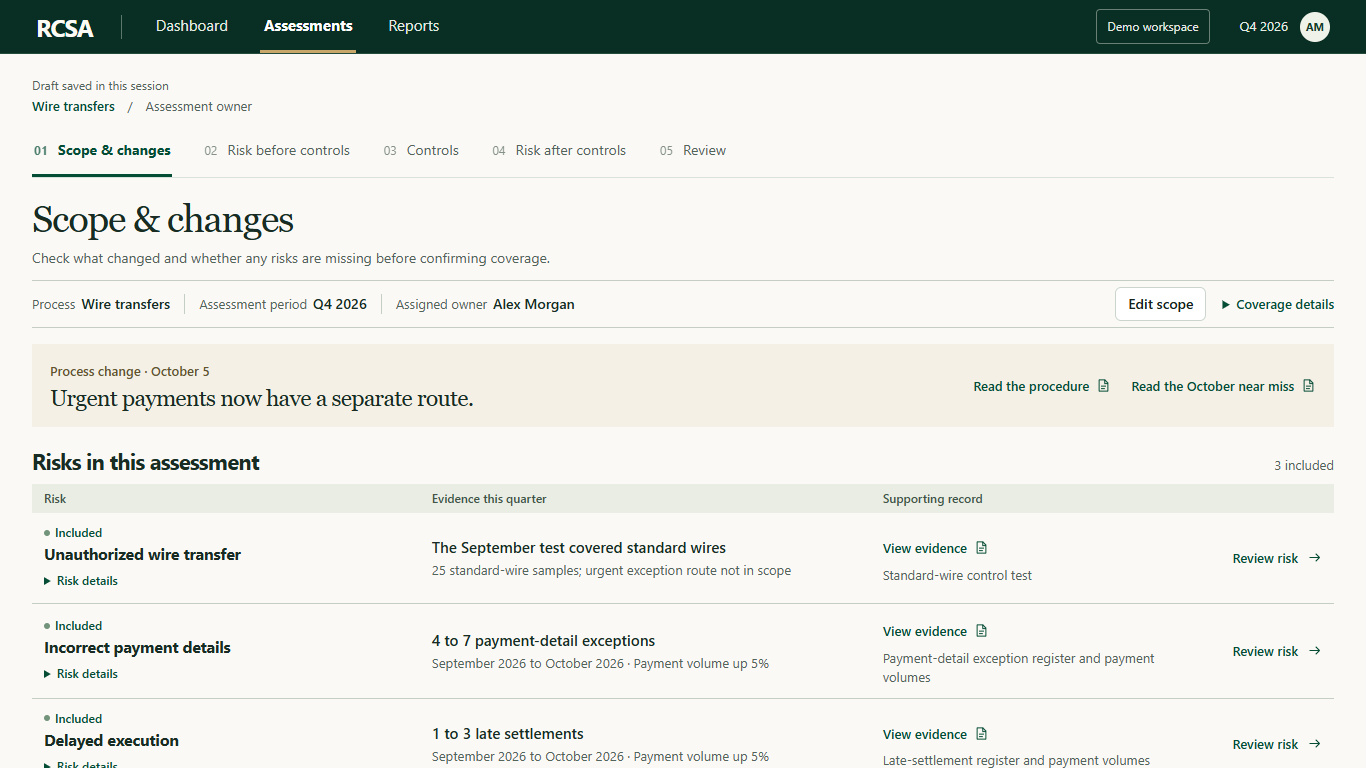 RCSA
Dashboard
Assessments
Reports
Demo workspace
Q4 2026
AM
Draft saved in this session
Wire transfers / Assessment owner
01 Scope & changes
02 Risk before controls
03 Controls
04 Risk after controls
05 Review
Scope & changes
Check what changed and whether any risks are missing before confirming coverage.
Process Wire transfers
Assessment period Q4 2026
Assigned owner Alex Morgan
Edit scope
Coverage details
Process change · October 5
Urgent payments now have a separate route.
Read the procedure
Read the October near miss
Risks in this assessment
3 included
Risk
Evidence this quarter
Supporting record
Included
Unauthorized wire transfer
Risk details
The September test covered standard wires
25 standard-wire samples; urgent exception route not in scope
View evidence
Standard-wire control test
Review risk
Included
Incorrect payment details
Risk details
4 to 7 payment-detail exceptions
September 2026 to October 2026 · Payment volume up 5%
View evidence
Payment-detail exception register and payment
volumes
Review risk
Included
Delayed execution
Risk details
1 to 3 late settlements
September 2026 to October 2026 · Payment volume up 5%
View evidence
Late-settlement register and payment volumes
Review risk